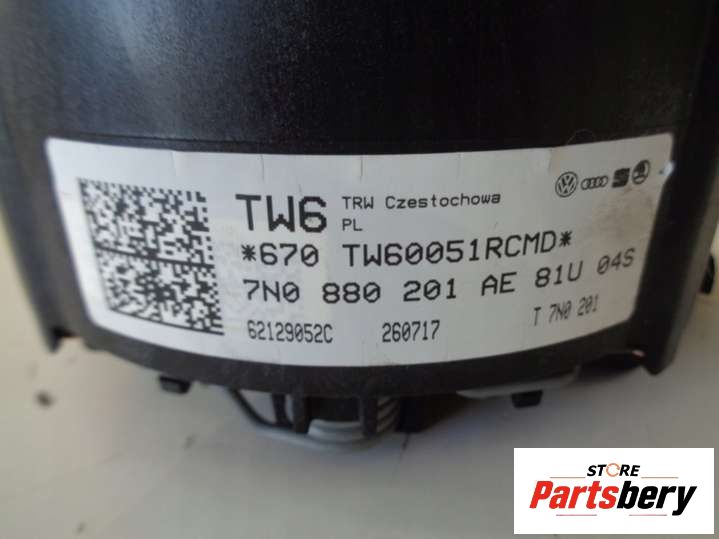 TW6 TRW Czestochowa
PL
*670 TW60051RCMD*
7N0 880 201 AE 81U 04S
62129052C 260717 T 7N0 201
STORE
Partsbery